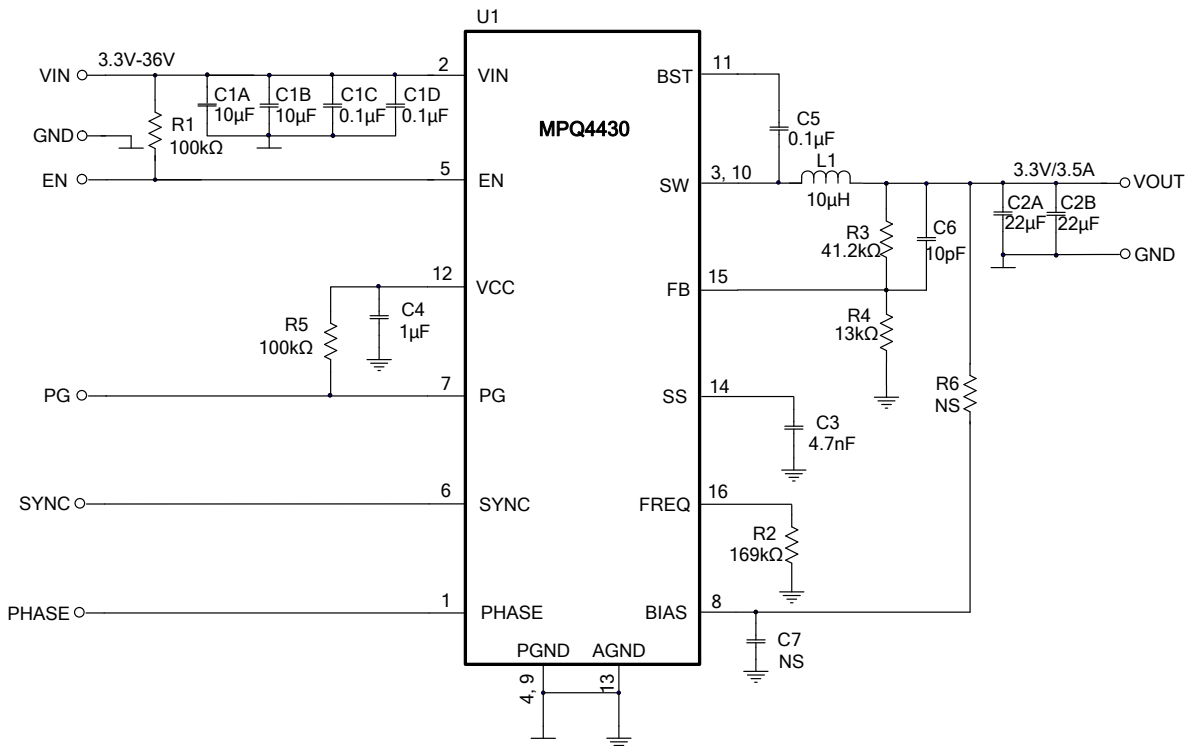 U1
VIN
3.3V-36V
2
VIN
C1A
10µF
C1B
10µF
C1C
0.1µF
C1D
0.1µF
GND
R1
100kΩ
EN
5
EN
MPQ4430
BST
11
C5
0.1µF
SW
3, 10
L1
10µH
3.3V/3.5A
VOUT
C2A
22µF
C2B
22µF
GND
R3
41.2kΩ
C6
10pF
12
VCC
C4
1µF
R5
100kΩ
FB
15
R4
13kΩ
PG
7
PG
SS
14
C3
4.7nF
R6
NS
SYNC
6
SYNC
FREQ
16
R2
169kΩ
PHASE
1
PHASE
BIAS
8
C7
NS
PGND
AGND
4, 9
13